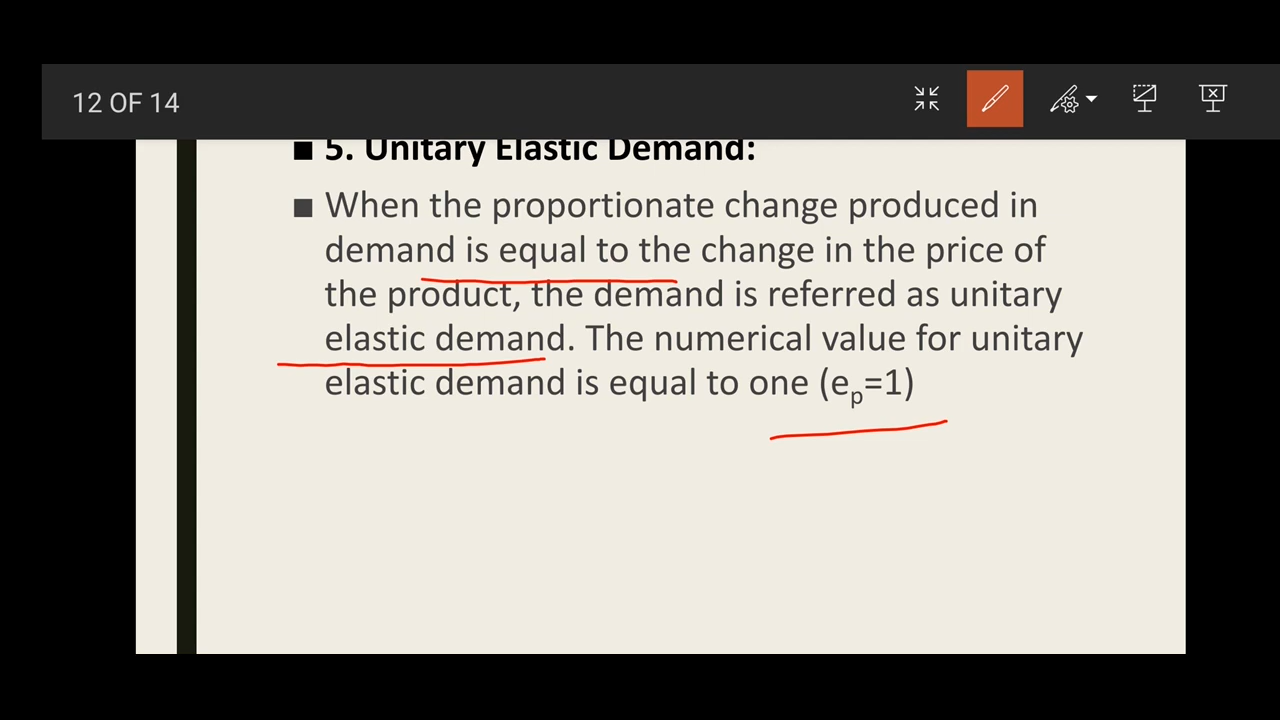 12 OF 14
■ 5. Unitary Elastic Demand:
■ When the proportionate change produced in
demand is equal to the change in the price of
the product, the demand is referred as unitary
elastic demand. The numerical value for unitary
elastic demand is equal to one (eₚ=1)